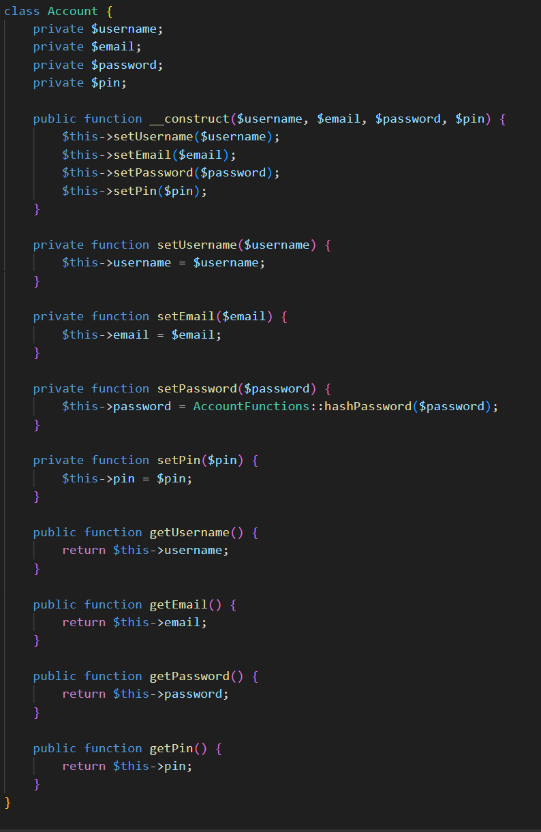 class Account {
    private $username;
    private $email;
    private $password;
    private $pin;

    public function __construct($username, $email, $password, $pin) {
        $this->setUsername($username);
        $this->setEmail($email);
        $this->setPassword($password);
        $this->setPin($pin);
    }

    private function setUsername($username) {
        $this->username = $username;
    }

    private function setEmail($email) {
        $this->email = $email;
    }

    private function setPassword($password) {
        $this->password = AccountFunctions::hashPassword($password);
    }

    private function setPin($pin) {
        $this->pin = $pin;
    }

    public function getUsername() {
        return $this->username;
    }

    public function getEmail() {
        return $this->email;
    }

    public function getPassword() {
        return $this->password;
    }

    public function getPin() {
        return $this->pin;
    }
}